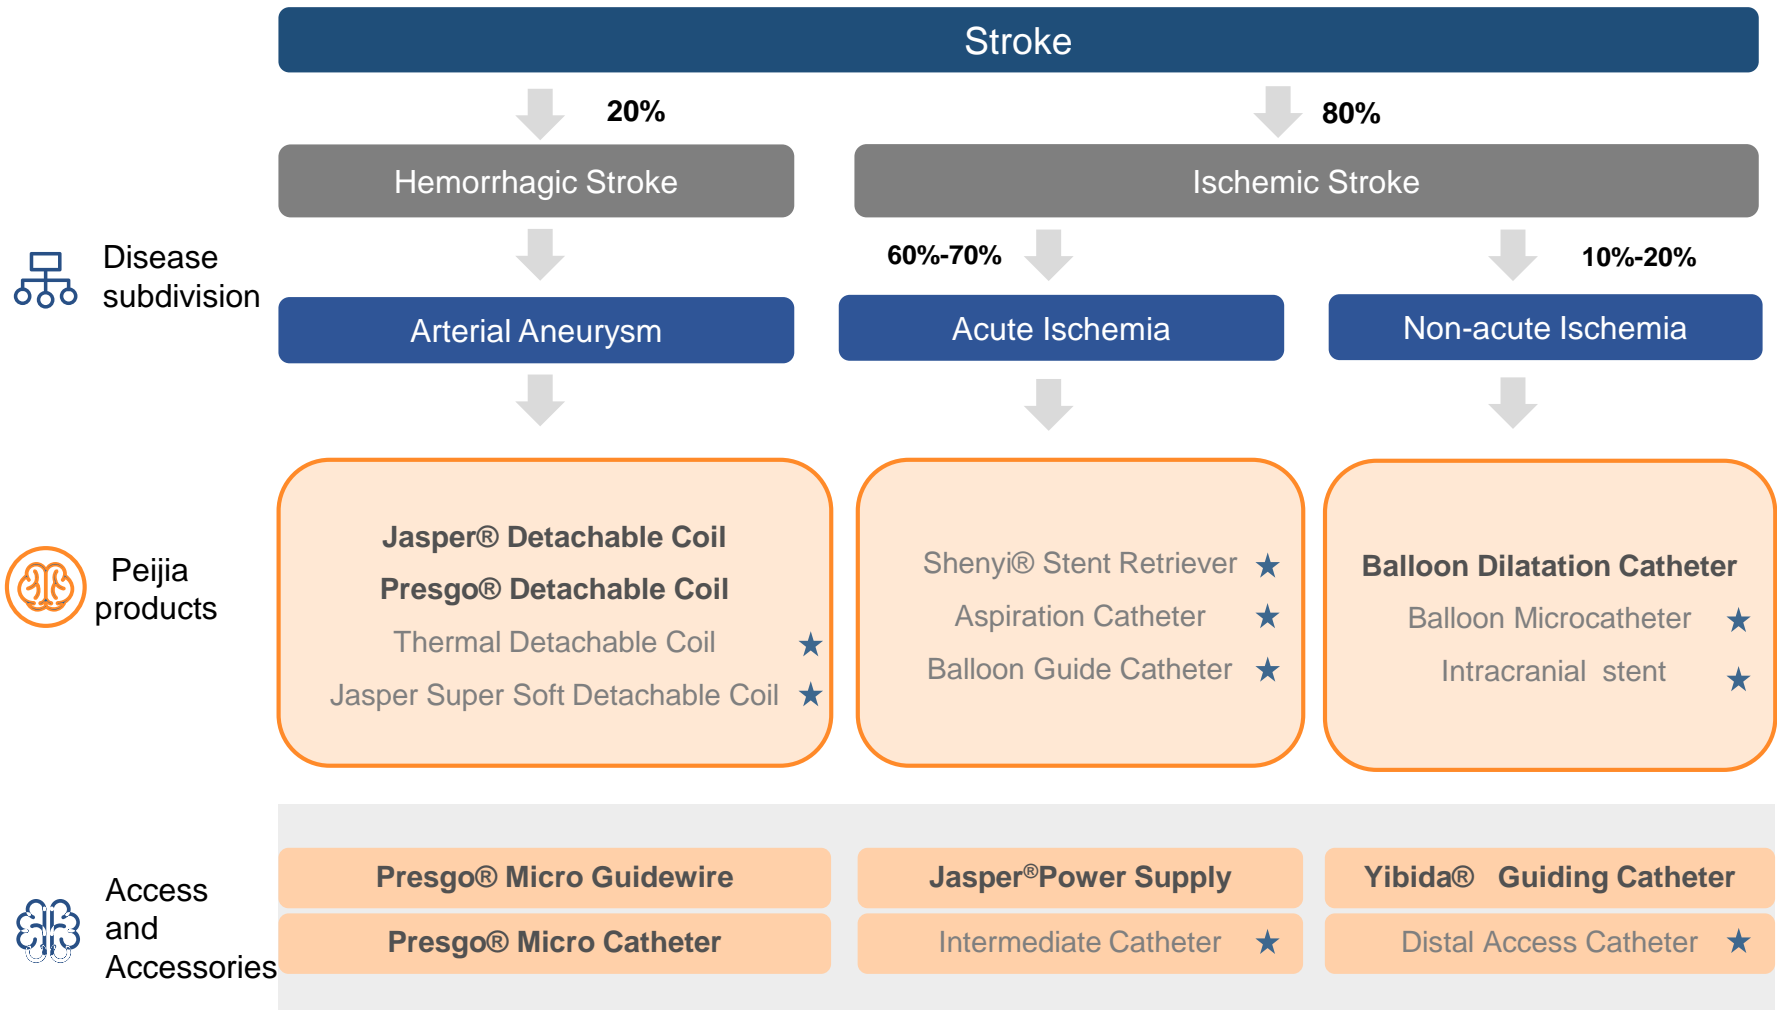 Stroke
20%
80%
Hemorrhagic Stroke
Ischemic Stroke
Disease
subdivision
60%-70%
10%-20%
Arterial Aneurysm
Acute Ischemia
Non-acute Ischemia
Peijia
products
Jasper® Detachable Coil
Presgo® Detachable Coil
Thermal Detachable Coil ★
Jasper Super Soft Detachable Coil ★
Shenyi® Stent Retriever ★
Aspiration Catheter ★
Balloon Guide Catheter ★
Balloon Dilatation Catheter
Balloon Microcatheter ★
Intracranial stent ★
Access
and
Accessories
Presgo® Micro Guidewire
Jasper®Power Supply
Yibida® Guiding Catheter
Presgo® Micro Catheter
Intermediate Catheter ★
Distal Access Catheter ★